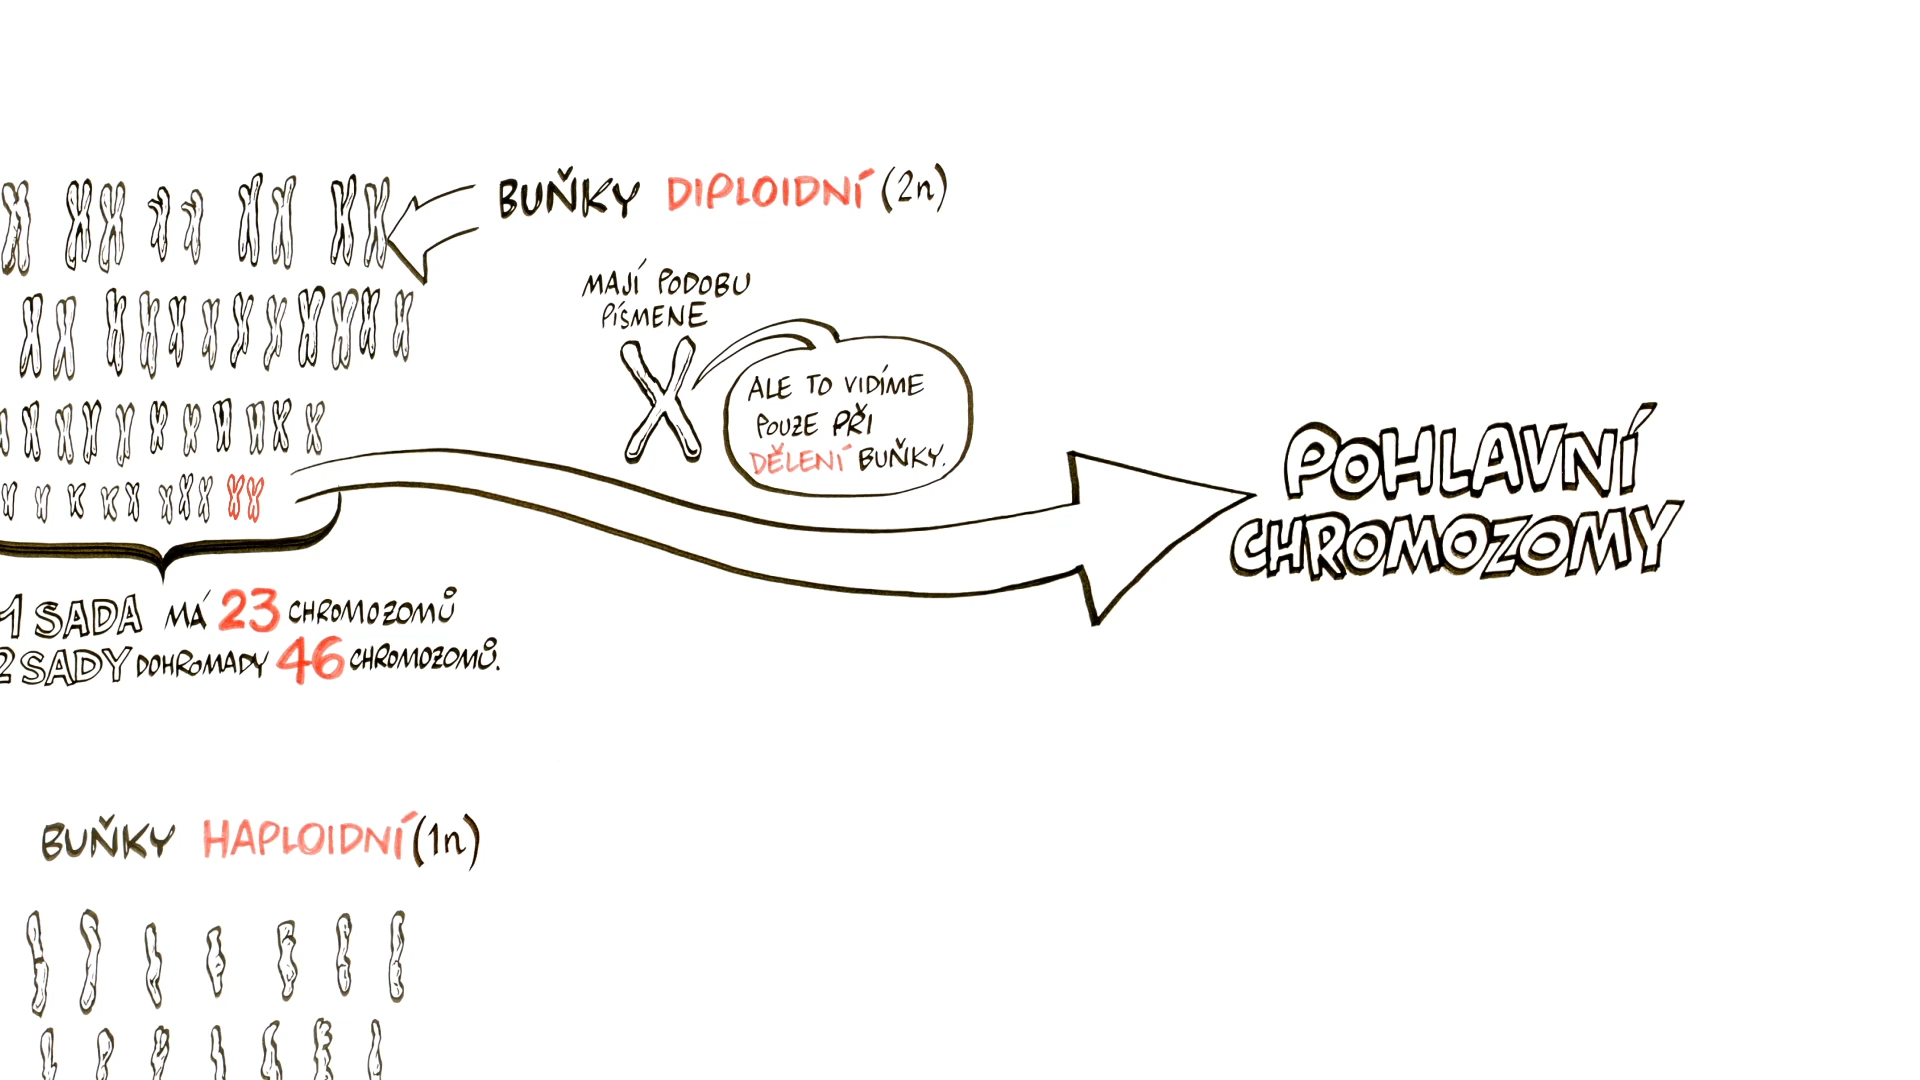 BUŇKY DIPLOIDNÍ (2n)
MAJÍ PODOBU
PÍSMENE
X
ALE TO VIDÍME
POUZE PŘI
DĚLENÍ BUŇKY.
POHLAVNÍ
CHROMOZOMY
1 SADA MÁ 23 CHROMOZOMŮ
2 SADY DOHROMADY 46 CHROMOZOMŮ.
BUŇKY HAPLOIDNÍ (1n)